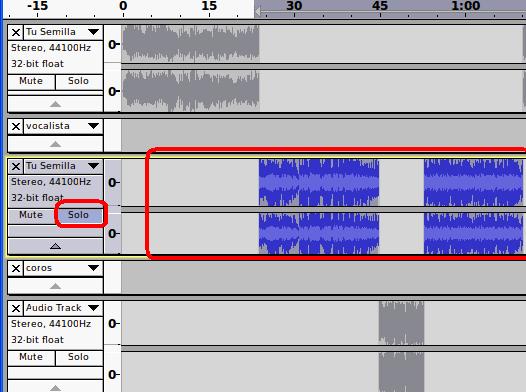 -15 0 15 30 45 1:00
X Tu Semilla
Stereo, 44100Hz
32-bit float
Mute Solo
0-
0-
X vocalista
X Tu Semilla
Stereo, 44100Hz
32-bit float
Mute Solo
0-
0-
X coros
X Audio Track
Stereo, 44100Hz
32-bit float
Mute Solo
0-
0-